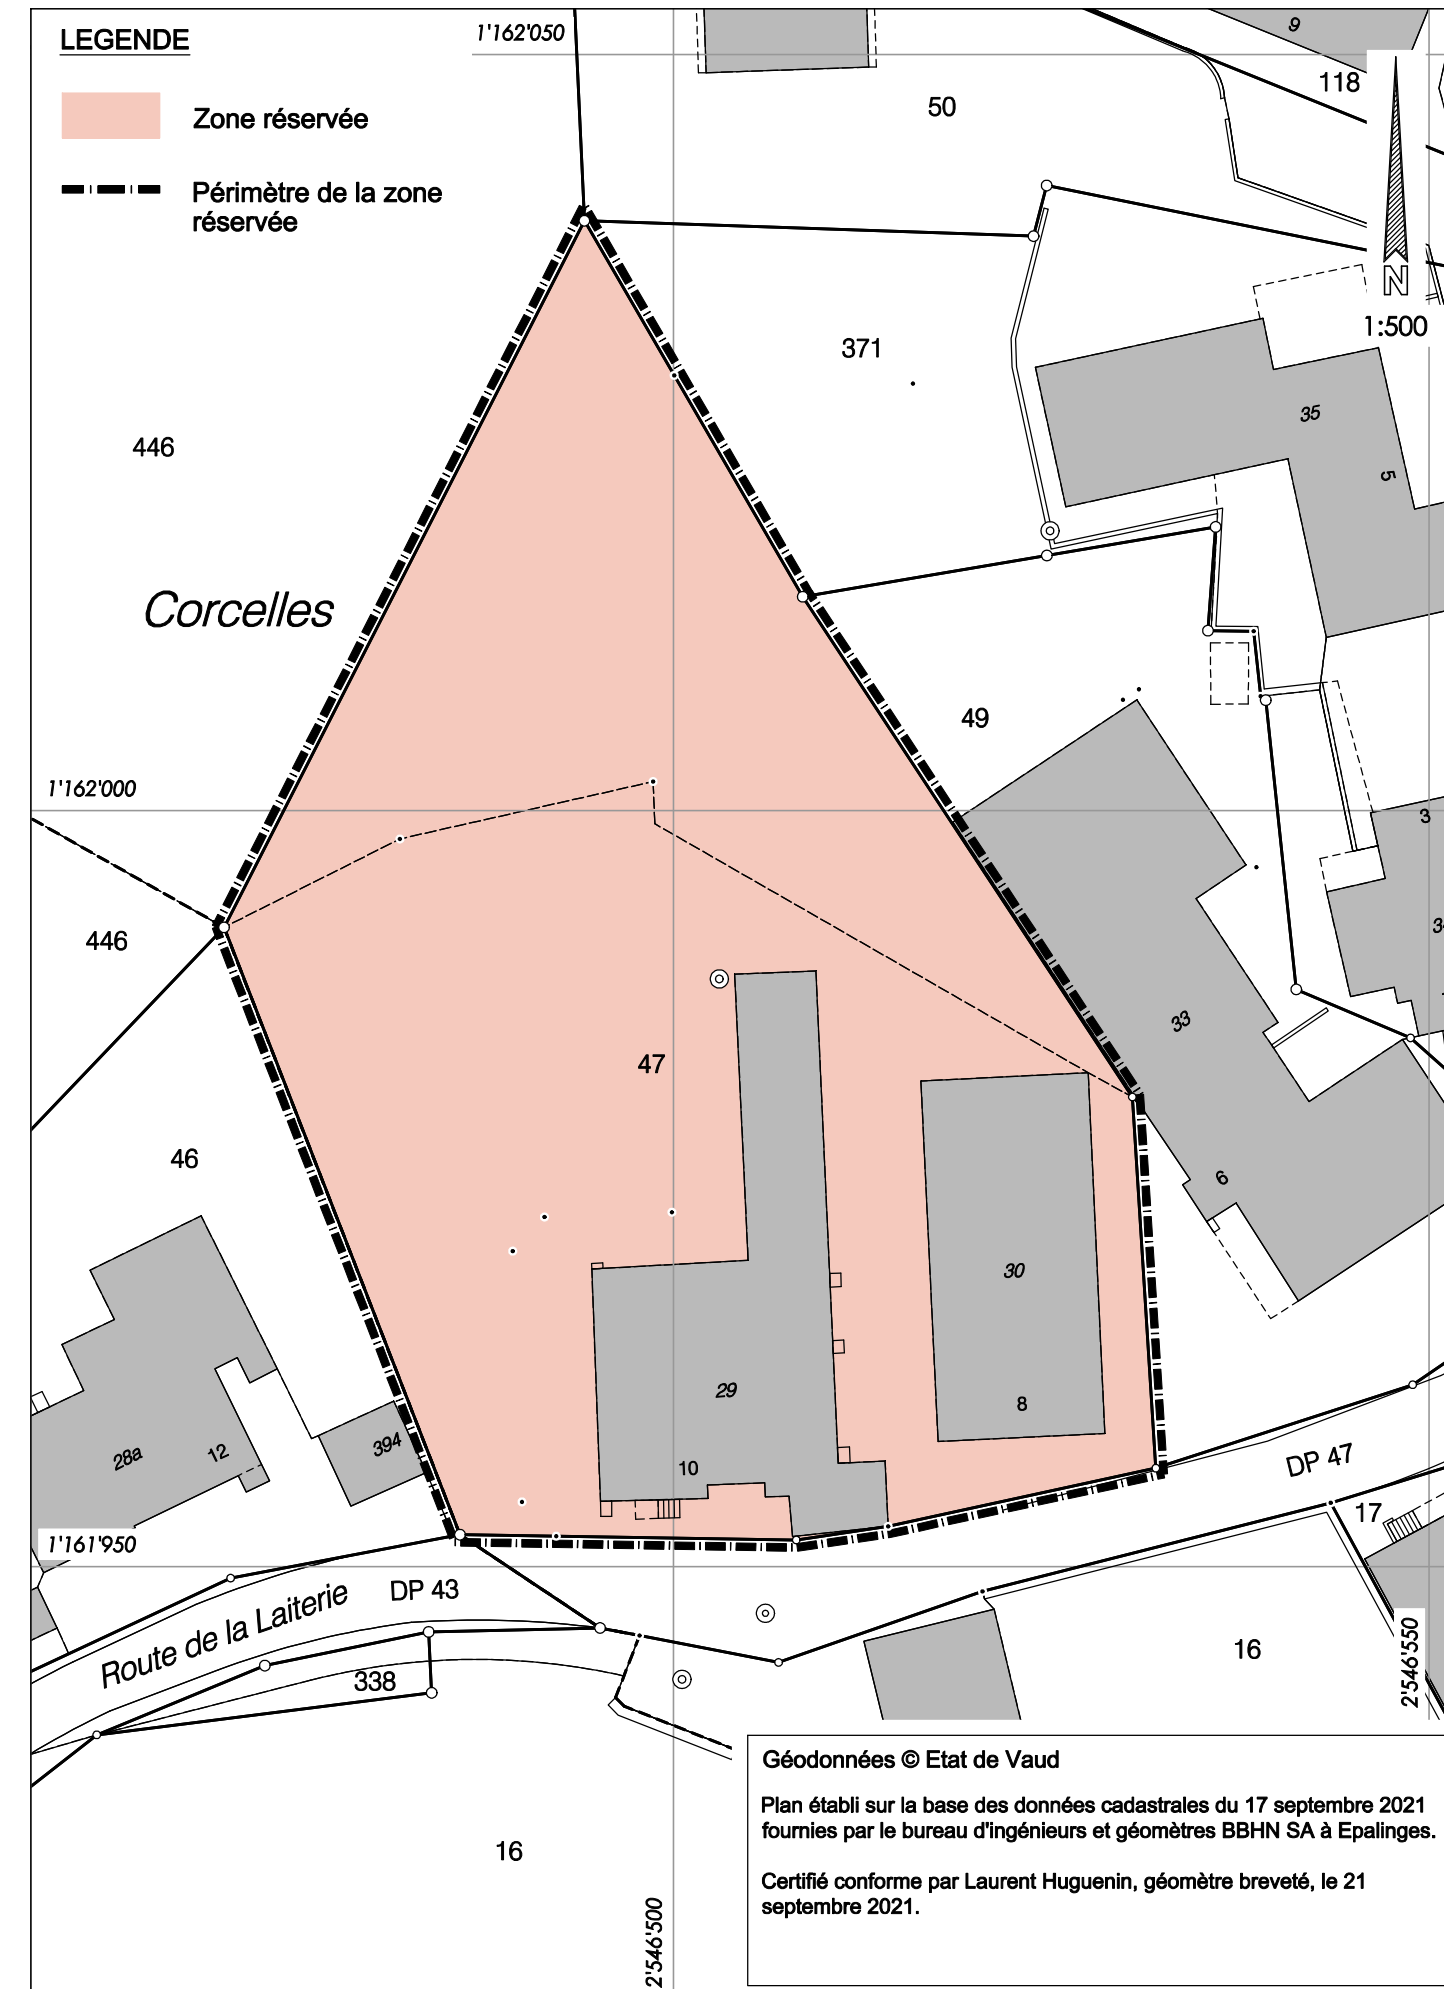 LEGENDE
Zone réservée
Périmètre de la zone
réservée
1'162'050
50
9
118
N
1:500
371
35
5
446
Corcelles
49
1'162'000
3
446
33
47
46
6
30
29
8
28a
12
394
10
DP 47
17
1'161'950
Route de la Laiterie
DP 43
338
16
2'546'550
16
2'546'500
Géodonnées © Etat de Vaud
Plan établi sur la base des données cadastrales du 17 septembre 2021
fournies par le bureau d'ingénieurs et géomètres BBHN SA à Epalinges.
Certifié conforme par Laurent Huguenin, géomètre breveté, le 21
septembre 2021.